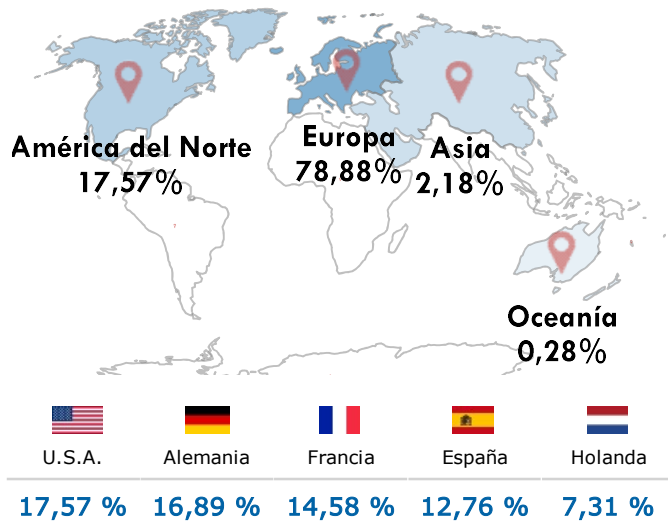 América del Norte
17,57%
Europa
78,88%
Asia
2,18%
Oceanía
0,28%
U.S.A. Alemania Francia España Holanda
17,57 % 16,89 % 14,58 % 12,76 % 7,31 %